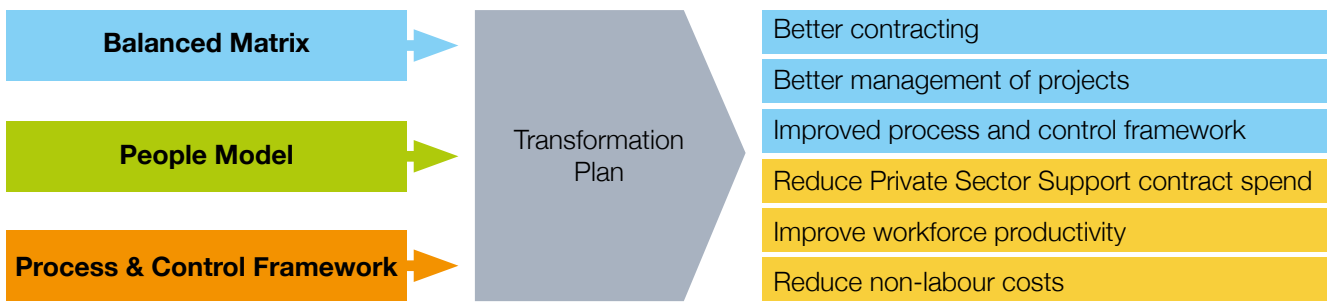 Balanced Matrix
People Model
Process & Control Framework
Transformation
Plan
Better contracting
Better management of projects
Improved process and control framework
Reduce Private Sector Support contract spend
Improve workforce productivity
Reduce non-labour costs